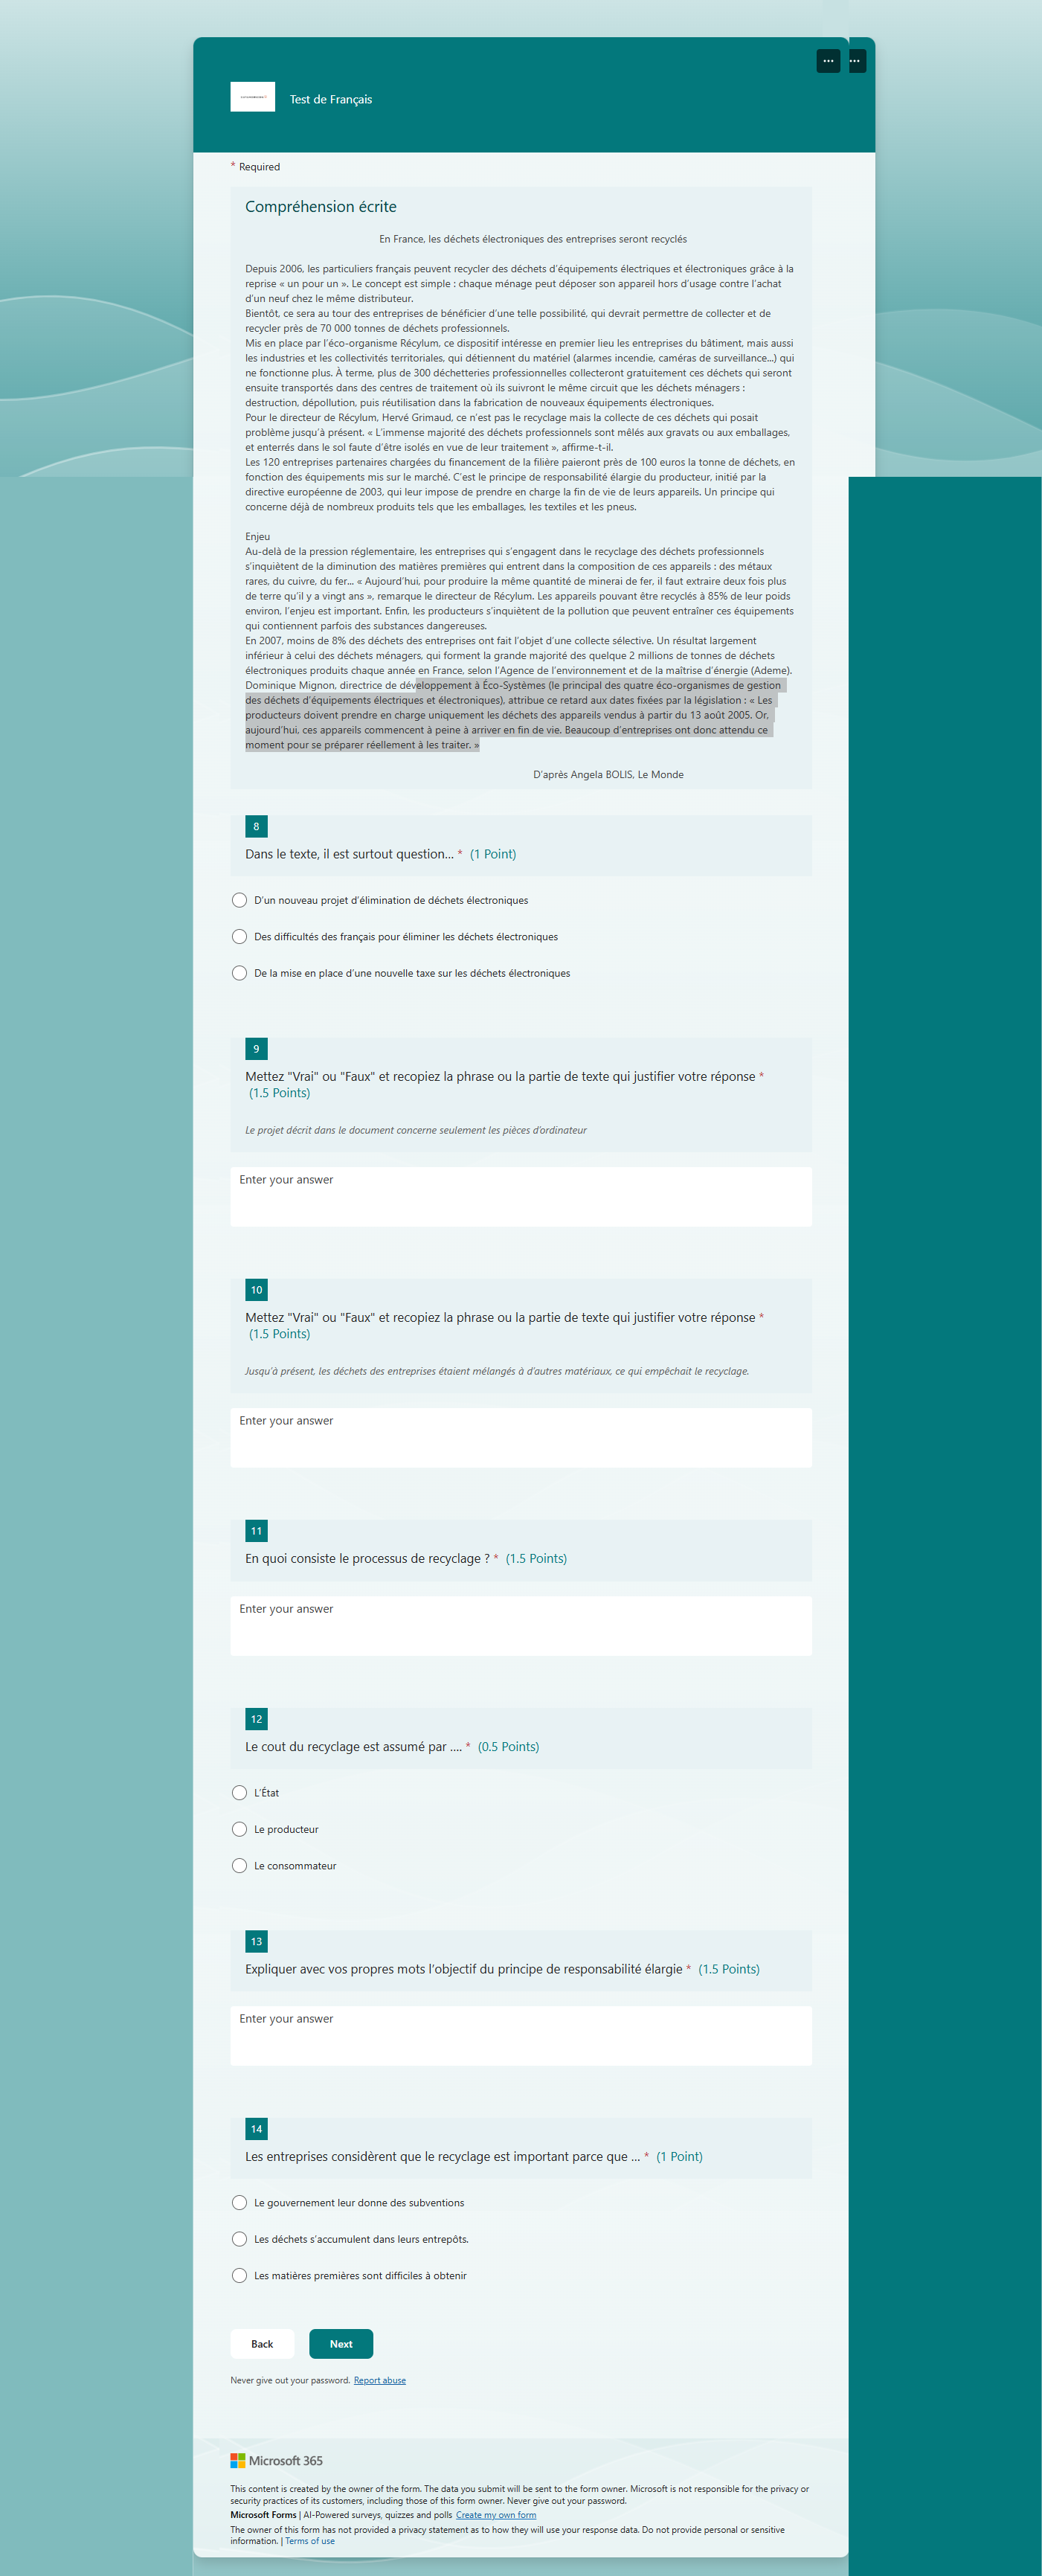 Test de Français
* Required
Compréhension écrite
En France, les déchets électroniques des entreprises seront recyclés
Depuis 2006, les particuliers français peuvent recycler des déchets d'équipements électriques et électroniques grâce à la
reprise « un pour un ». Le concept est simple : chaque ménage peut déposer son appareil hors d'usage contre l'achat
d'un neuf chez le même distributeur.
Bientôt, ce sera au tour des entreprises de bénéficier d'une telle possibilité, qui devrait permettre de collecter et de
recycler près de 70 000 tonnes de déchets professionnels.
Mis en place par l'éco-organisme Récylum, ce dispositif intéresse en premier lieu les entreprises du bâtiment, mais aussi
les industries et les collectivités territoriales, qui détiennent du matériel (alarmes incendie, caméras de surveillance...) qui
ne fonctionne plus. À terme, plus de 300 déchetteries professionnelles collecteront gratuitement ces déchets qui seront
ensuite transportés dans des centres de traitement où ils suivront le même circuit que les déchets ménagers :
destruction, dépollution, puis réutilisation dans la fabrication de nouveaux équipements électroniques.
Pour le directeur de Récylum, Hervé Grimaud, ce n'est pas le recyclage mais la collecte de ces déchets qui posait
problème jusqu'à présent. « L'immense majorité des déchets professionnels sont mêlés aux gravats ou aux emballages,
et enterrés dans le sol faute d'être isolés en vue de leur traitement », affirme-t-il.
Les 120 entreprises partenaires chargées du financement de la filière paieront près de 100 euros la tonne de déchets, en
fonction des équipements mis sur le marché. C'est le principe de responsabilité élargie du producteur, initié par la
directive européenne de 2003, qui leur impose de prendre en charge la fin de vie de leurs appareils. Un principe qui
concerne déjà de nombreux produits tels que les emballages, les textiles et les pneus.
Enjeu
Au-delà de la pression réglementaire, les entreprises qui s'engagent dans le recyclage des déchets professionnels
s'inquiètent de la diminution des matières premières qui entrent dans la composition de ces appareils : des métaux
rares, du cuivre, du fer... « Aujourd'hui, pour produire la même quantité de minerai de fer, il faut extraire deux fois plus
de terre qu'il y a vingt ans », remarque le directeur de Récylum. Les appareils pouvant être recyclés à 85% de leur poids
environ, l'enjeu est important. Enfin, les producteurs s'inquiètent de la pollution que peuvent entraîner ces équipements
qui contiennent parfois des substances dangereuses.
En 2007, moins de 8% des déchets des entreprises ont fait l'objet d'une collecte sélective. Un résultat largement
inférieur à celui des déchets ménagers, qui forment la grande majorité des quelque 2 millions de tonnes de déchets
électroniques produits chaque année en France, selon l'Agence de l'environnement et de la maîtrise d'énergie (Ademe).
Dominique Mignon, directrice de développement à Éco-Systèmes (le principal des quatre éco-organismes de gestion
des déchets d'équipements électriques et électroniques), attribue ce retard aux dates fixées par la législation : « Les
producteurs doivent prendre en charge uniquement les déchets des appareils vendus à partir du 13 août 2005. Or,
aujourd'hui, ces appareils commencent à peine à arriver en fin de vie. Beaucoup d'entreprises ont donc attendu ce
moment pour se préparer réellement à les traiter. »
D'après Angela BOLIS, Le Monde
8
Dans le texte, il est surtout question... * (1 Point)
D'un nouveau projet d'élimination de déchets électroniques
Des difficultés des français pour éliminer les déchets électroniques
De la mise en place d'une nouvelle taxe sur les déchets électroniques
9
Mettez "Vrai" ou "Faux" et recopiez la phrase ou la partie de texte qui justifier votre réponse *
(1.5 Points)
Le projet décrit dans le document concerne seulement les pièces d'ordinateur
Enter your answer
10
Mettez "Vrai" ou "Faux" et recopiez la phrase ou la partie de texte qui justifier votre réponse *
(1.5 Points)
Jusqu'à présent, les déchets des entreprises étaient mélangés à d'autres matériaux, ce qui empêchait le recyclage.
Enter your answer
11
En quoi consiste le processus de recyclage ? * (1.5 Points)
Enter your answer
12
Le cout du recyclage est assumé par .... * (0.5 Points)
L'État
Le producteur
Le consommateur
13
Expliquer avec vos propres mots l'objectif du principe de responsabilité élargie * (1.5 Points)
Enter your answer
14
Les entreprises considèrent que le recyclage est important parce que ... * (1 Point)
Le gouvernement leur donne des subventions
Les déchets s'accumulent dans leurs entrepôts.
Les matières premières sont difficiles à obtenir
Back Next
Never give out your password. Report abuse
Microsoft 365
This content is created by the owner of the form. The data you submit will be sent to the form owner. Microsoft is not responsible for the privacy or
security practices of its customers, including those of this form owner. Never give out your password.
Microsoft Forms | AI-Powered surveys, quizzes and polls Create my own form
The owner of this form has not provided a privacy statement as to how they will use your response data. Do not provide personal or sensitive
information. | Terms of use